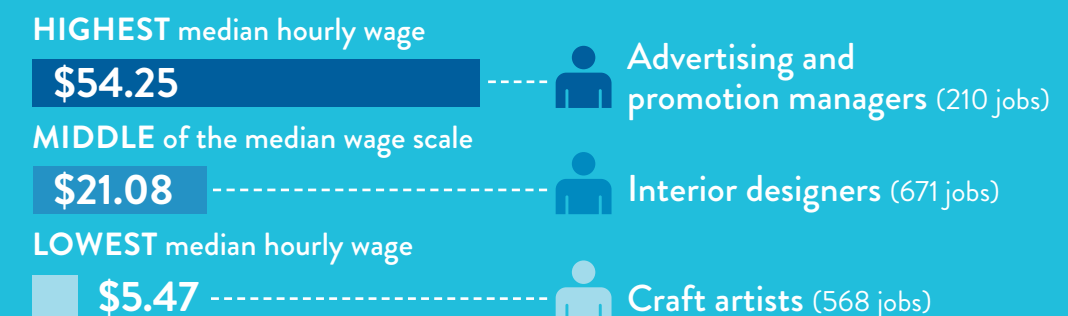 HIGHEST median hourly wage
$54.25
Advertising and
promotion managers (210 jobs)
MIDDLE of the median wage scale
$21.08
Interior designers (671 jobs)
LOWEST median hourly wage
$5.47
Craft artists (568 jobs)